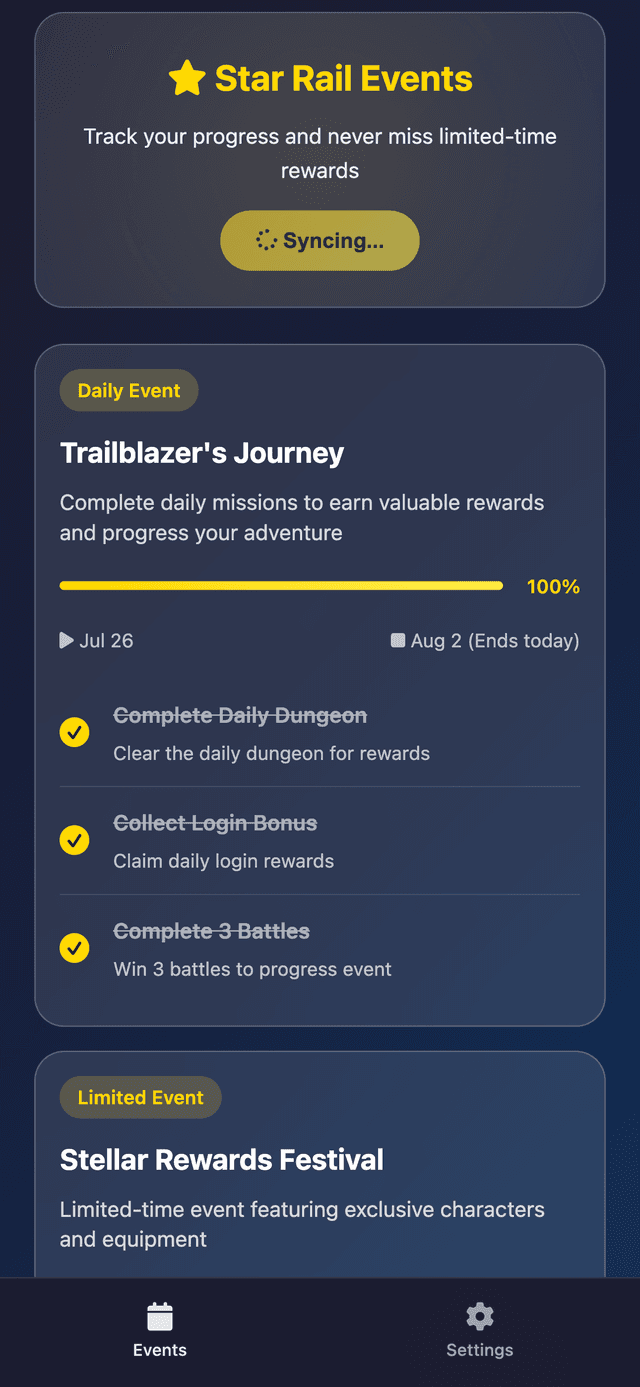 Star Rail Events
Track your progress and never miss limited-time
rewards
Syncing...
Daily Event
Trailblazer's Journey
Complete daily missions to earn valuable rewards
and progress your adventure
100%
Jul 26
Aug 2 (Ends today)
Complete Daily Dungeon
Clear the daily dungeon for rewards
Collect Login Bonus
Claim daily login rewards
Complete 3 Battles
Win 3 battles to progress event
Limited Event
Stellar Rewards Festival
Limited-time event featuring exclusive characters
and equipment
Events
Settings